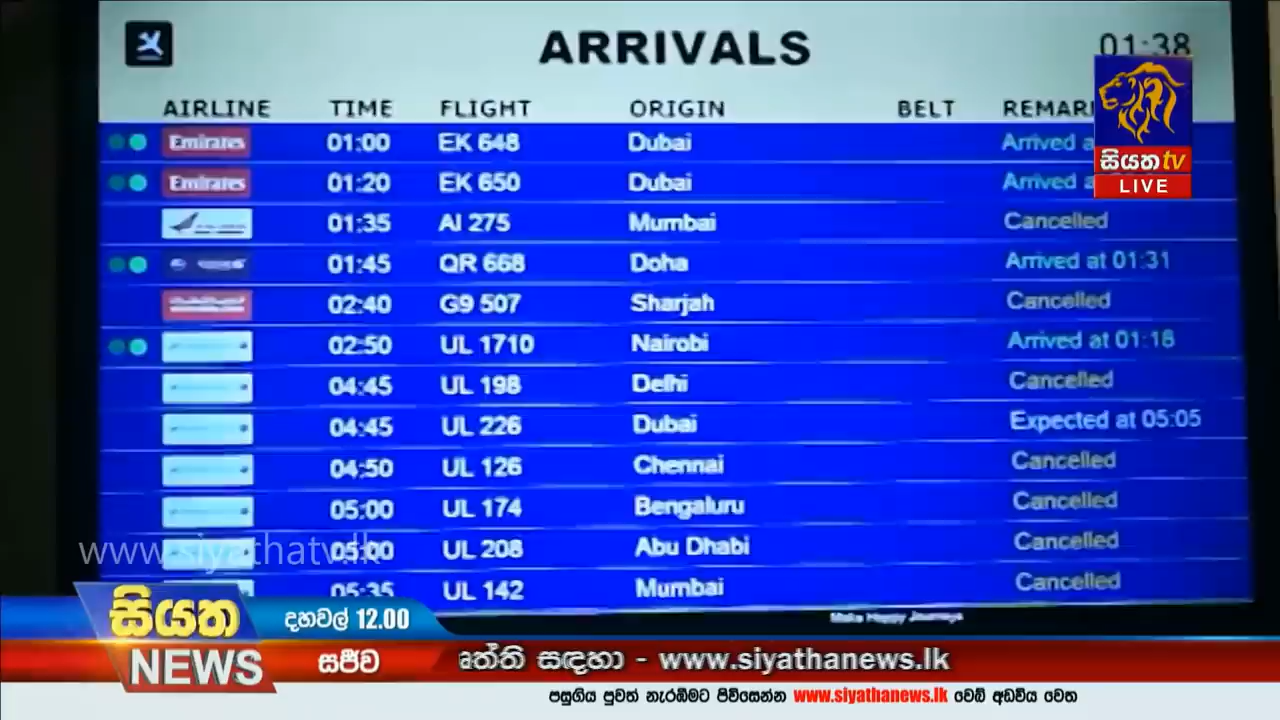 ARRIVALS 01:38
AIRLINE TIME FLIGHT ORIGIN BELT
සියත tv
LIVE
Emirates 01:00 EK 648 Dubai Arrived
Emirates 01:20 EK 650 Dubai Arrived
01:35 AI 275 Mumbai Cancelled
01:45 QR 668 Doha Arrived at 01:31
02:40 G9 507 Sharjah Cancelled
02:50 UL 1710 Nairobi Arrived at 01:18
04:45 UL 198 Delhi Cancelled
04:45 UL 226 Dubai Expected at 05:05
04:50 UL 126 Chennai Cancelled
05:00 UL 174 Bengaluru Cancelled
05:00 UL 208 Abu Dhabi Cancelled
05:35 UL 142 Mumbai Cancelled
www.siyathatv.lk
Make Happy Journeys
සියත දහවල් 12.00
NEWS සජීව
සඳහා - www.siyathanews.lk
පසුගිය පුවත් නැරඹීමට පිවිසෙන්න www.siyathanews.lk වෙබ් අඩවිය වෙත